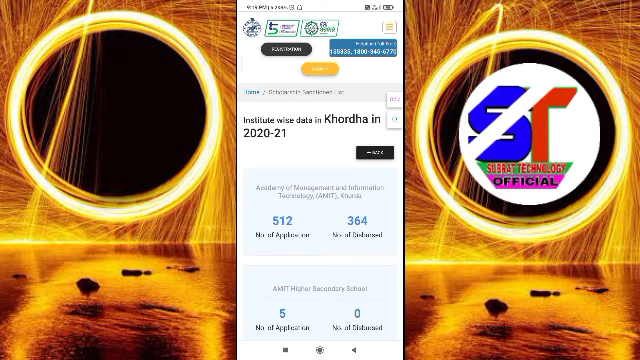 REGISTRATION
155335, 1800-345-6770
LOGIN
Home / Scholarship Sanctioned List
Institute wise data in Khordha in
2020-21
BACK
Academy of Management and Information
Technology, (AMIT), Khurda
512 364
No. of Application No. of Disbursed
AMIT Higher Secondary School
5 0
No. of Application No. of Disbursed
ST
SUBRAT TECHNOLOGY
OFFICIAL